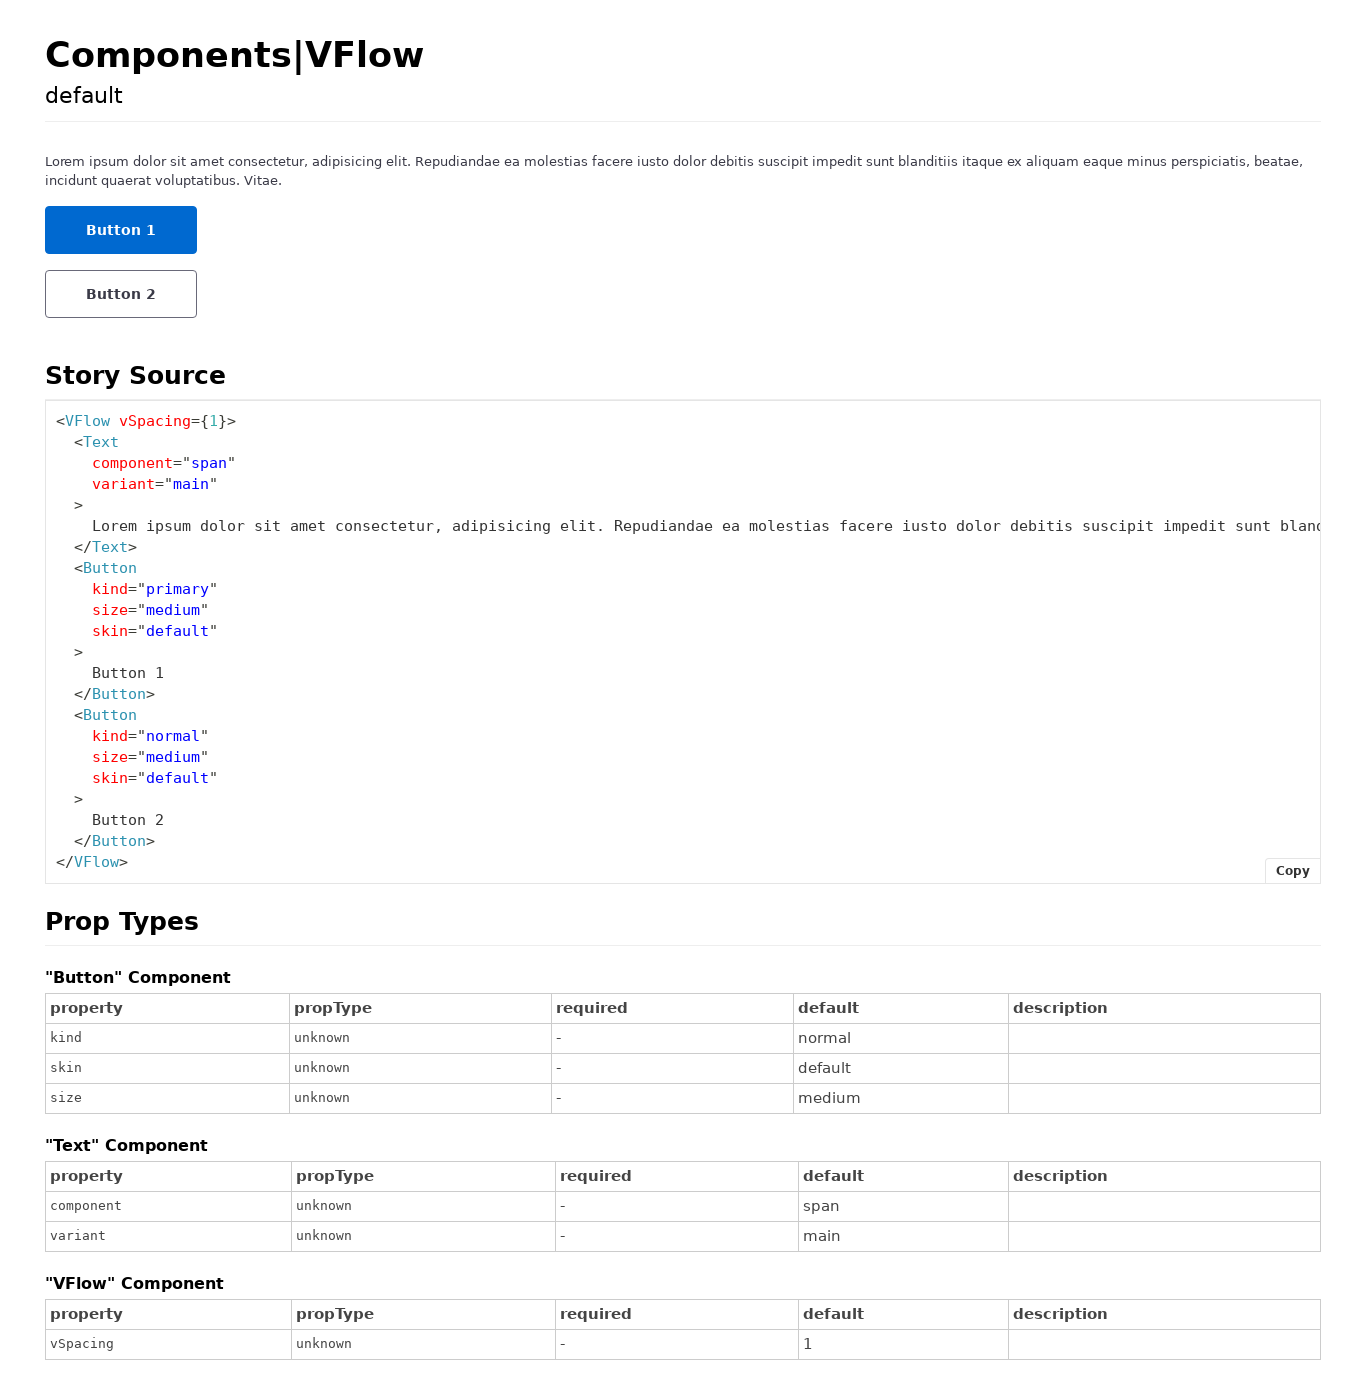 Components|VFlow
default
Lorem ipsum dolor sit amet consectetur, adipisicing elit. Repudiandae ea molestias facere iusto dolor debitis suscipit impedit sunt blanditiis itaque ex aliquam eaque minus perspiciatis, beatae,
incidunt quaerat voluptatibus. Vitae.
Button 1
Button 2
Story Source
<VFlow vSpacing={1}>
<Text
component="span"
variant="main"
>
Lorem ipsum dolor sit amet consectetur, adipisicing elit. Repudiandae ea molestias facere iusto dolor debitis suscipit impedit sunt
</Text>
<Button
kind="primary"
size="medium"
skin="default"
>
Button 1
</Button>
<Button
kind="normal"
size="medium"
skin="default"
>
Button 2
</Button>
</VFlow>
Copy
Prop Types
"Button" Component
property propType required default description
kind unknown - normal
skin unknown - default
size unknown - medium
"Text" Component
property propType required default description
component unknown - span
variant unknown - main
"VFlow" Component
property propType required default description
vSpacing unknown - 1